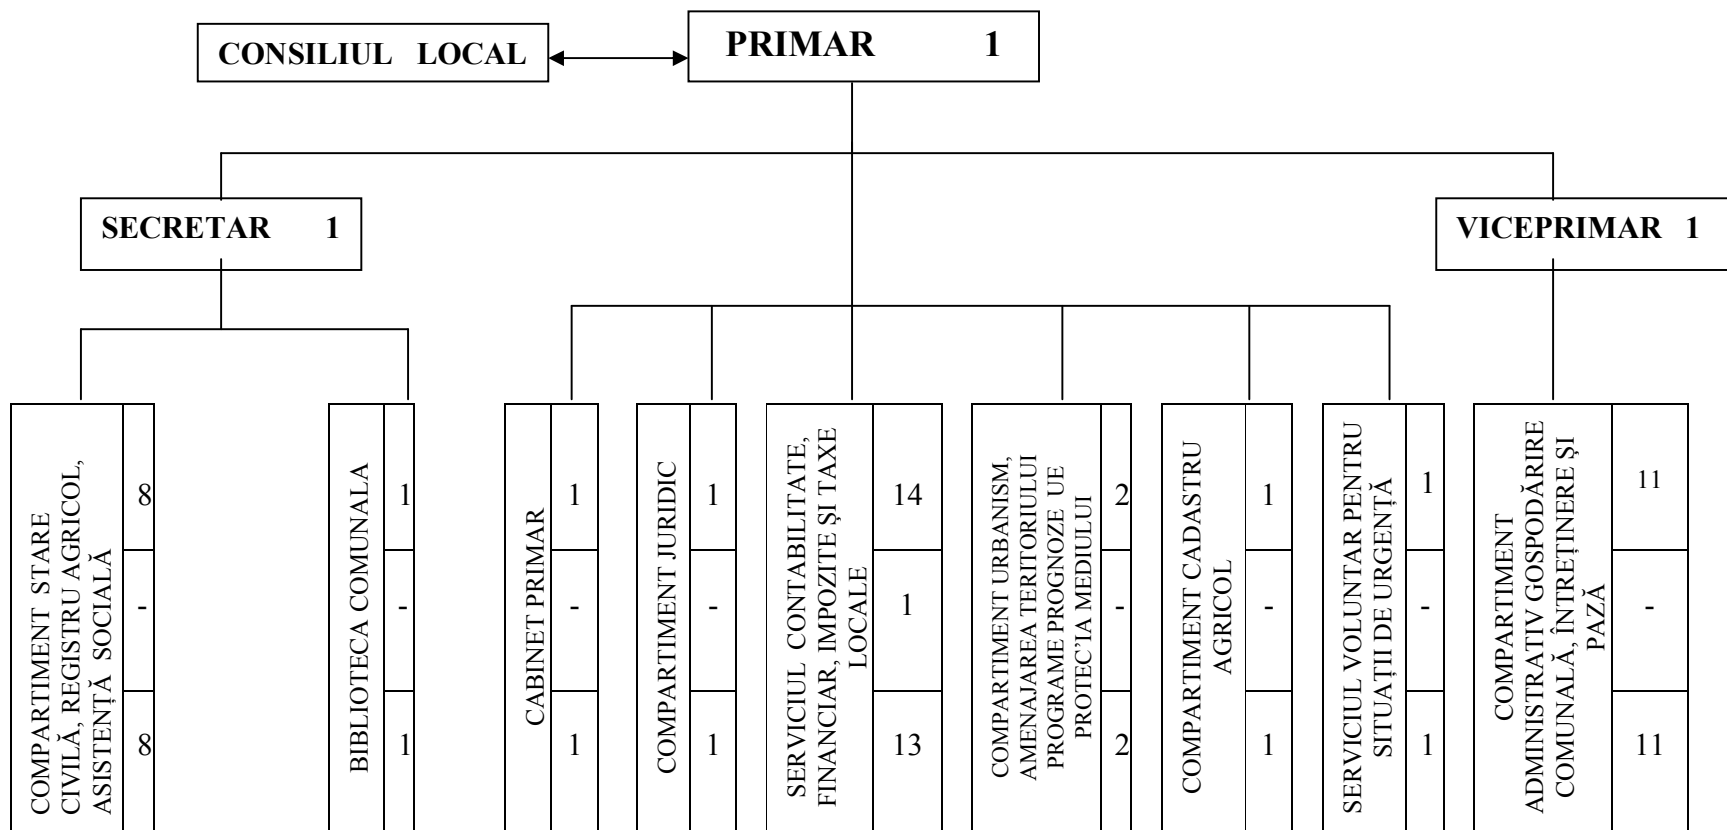 CONSILIUL LOCAL
PRIMAR 1
SECRETAR 1
VICEPRIMAR 1
COMPARTIMENT STARE
CIVILĂ, REGISTRU AGRICOL,
ASISTENȚĂ SOCIALĂ
8
-
8
BIBLIOTECA COMUNALA
1
-
1
CABINET PRIMAR
1
-
1
COMPARTIMENT JURIDIC
1
-
1
SERVICIUL CONTABILITATE,
FINANCIAR, IMPOZITE ŞI TAXE
LOCALE
14
1
13
COMPARTIMENT URBANISM,
AMENAJAREA TERITORIULUI
PROGRAME PROGNOZE UE
PROTEC’IA MEDIULUI
2
-
2
COMPARTIMENT CADASTRU
AGRICOL
1
-
1
SERVICIUL VOLUNTAR PENTRU
SITUAȚII DE URGENȚĂ
1
-
1
COMPARTIMENT
ADMINISTRATIV GOSPODĂRIRE
COMUNALĂ, ÎNTREȚINERE ȘI
PAZĂ
11
-
11